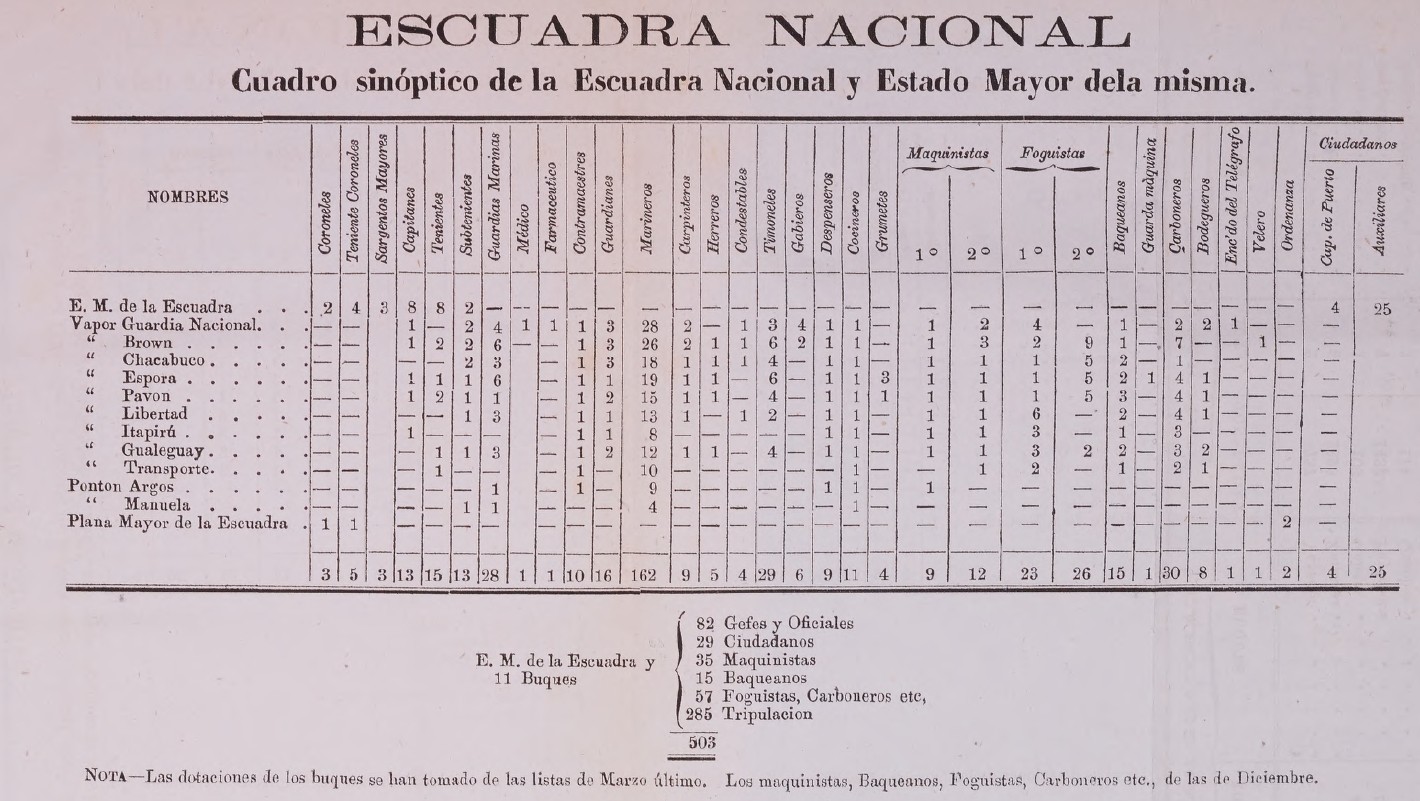 ESCUADRA NACIONAL
Cuadro sinóptico de la Escuadra Nacional y Estado Mayor dela misma.
NOMBRES Coroneles Teniente Coroneles Sargentos Mayores Capitanes Tenientes Subtenientes Guardias Marinas Médico Farmaceutico Contramaestres Guardianes Marineros Carpinteros Herreros Condestables Timoneles Gabieros Despenseros Cocineros Grumetes Maquinistas 1º 2º Foguistas 1º 2º Baqueanos Guarda máquina Carboneros Bodegueros Enc'do del Telégrafo Velero Ordenanza Ciudadanos Cap. de Puerto Auxiliares
E. M. de la Escuadra . . . 2 4 3 8 8 2 — — — — — — — — — — — — — — — — — — — — — — — — — 4 25
Vapor Guardia Nacional. . . — — 1 — 2 4 1 1 1 3 28 2 — 1 3 4 1 1 — 1 2 4 — 1 — 2 2 1 — — —
“ Brown . . . . . . — — 1 2 2 6 — — 1 3 26 2 1 1 6 2 1 1 — 1 3 2 9 1 — 7 — — 1 — —
“ Chacabuco . . . . . — — — — 2 3 — 1 3 18 1 1 1 4 — 1 1 — 1 1 1 5 2 — 1 — — — — —
“ Espora . . . . . . — — 1 1 1 6 — 1 1 19 1 1 — 6 — 1 1 3 1 1 1 5 2 1 4 1 — — — —
“ Pavon . . . . . . — — 1 2 1 1 — 1 2 15 1 1 — 4 — 1 1 1 1 1 1 5 3 — 4 1 — — — —
“ Libertad . . . . . — — — — 1 3 — 1 1 13 1 — 1 2 — 1 1 — 1 1 6 — 2 — 4 1 — — — —
“ Itapirú . . . . . . — — 1 — — — — 1 1 8 — — — — — 1 1 — 1 1 3 — 1 — 3 — — — — —
“ Gualeguay . . . . . — — — 1 1 3 — 1 2 12 1 1 — 4 — 1 1 — 1 1 3 2 2 — 3 2 — — — —
“ Transporte. . . . . — — — 1 — — — 1 — 10 — — — — — — 1 — — 1 2 — 1 — 2 1 — — — —
Ponton Argos . . . . . . — — — — — 1 — 1 — 9 — — — — — 1 1 — 1 — — — — — — — — — — —
“ Manuela . . . . . — — — — 1 1 — — — 4 — — — — — — 1 — — — — — — — — — — — — —
Plana Mayor de la Escuadra . 1 1 — — — — — — — — — — — — — — — — — — — — — — — — — — 2 —
3 5 3 13 15 13 28 1 1 10 16 162 9 5 4 29 6 9 11 4 9 12 23 26 15 1 30 8 1 1 2 4 25
E. M. de la Escuadra y
11 Buques
82 Gefes y Oficiales
29 Ciudadanos
35 Maquinistas
15 Baqueanos
57 Foguistas, Carboneros etc,
285 Tripulacion
503
NOTA—Las dotaciones de los buques se han tomado de las listas de Marzo último. Los maquinistas, Baqueanos, Foguistas, Carboneros etc., de las de Diciembre.